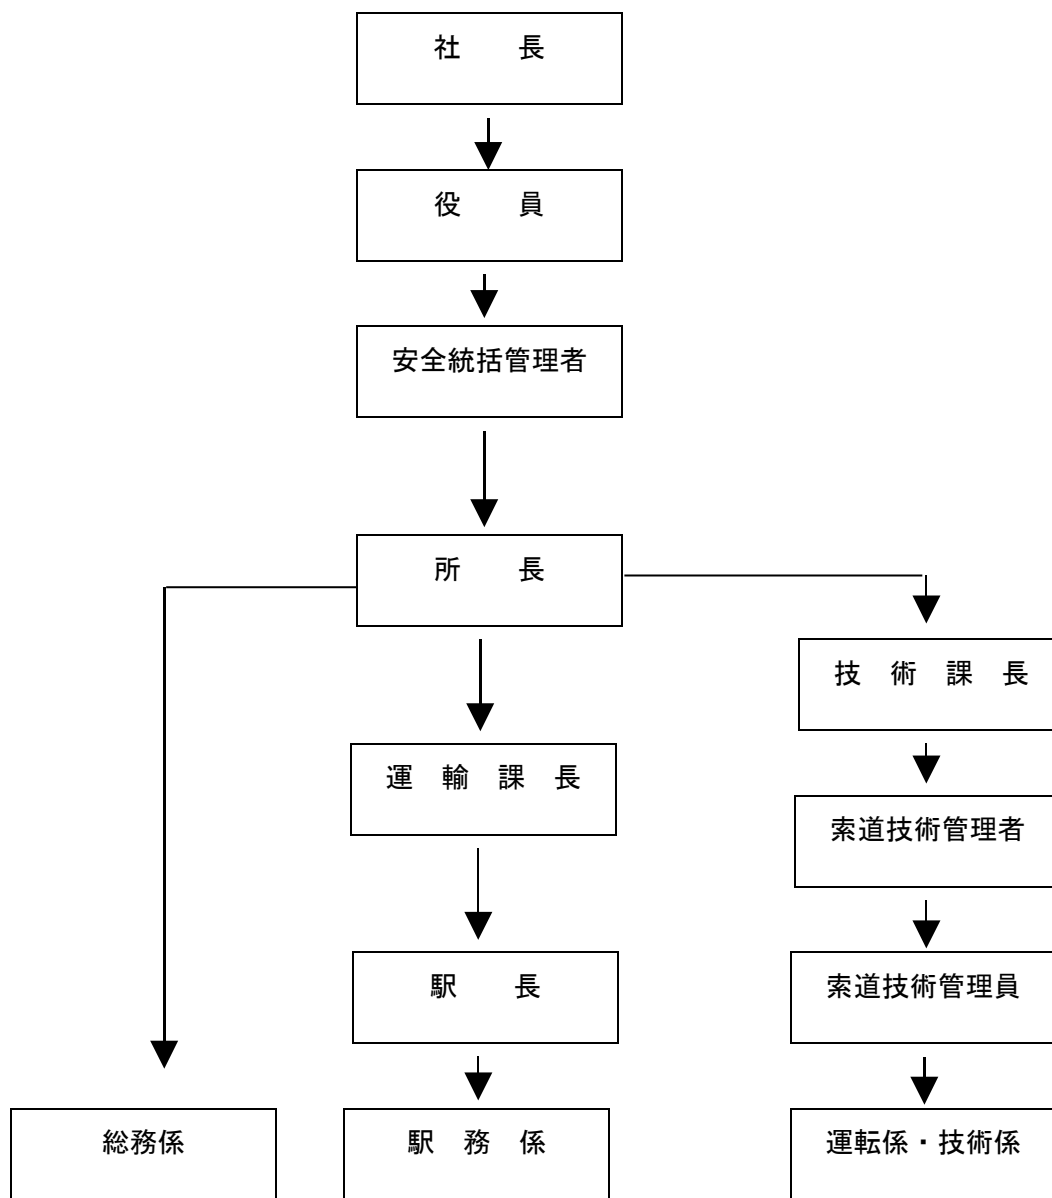 社　　長
役　　員
安全統括管理者
所　　長
技　術　課　長
運　輸　課　長
索道技術管理者
駅　　長
索道技術管理員
総務係
駅　務　係
運転係・技術係